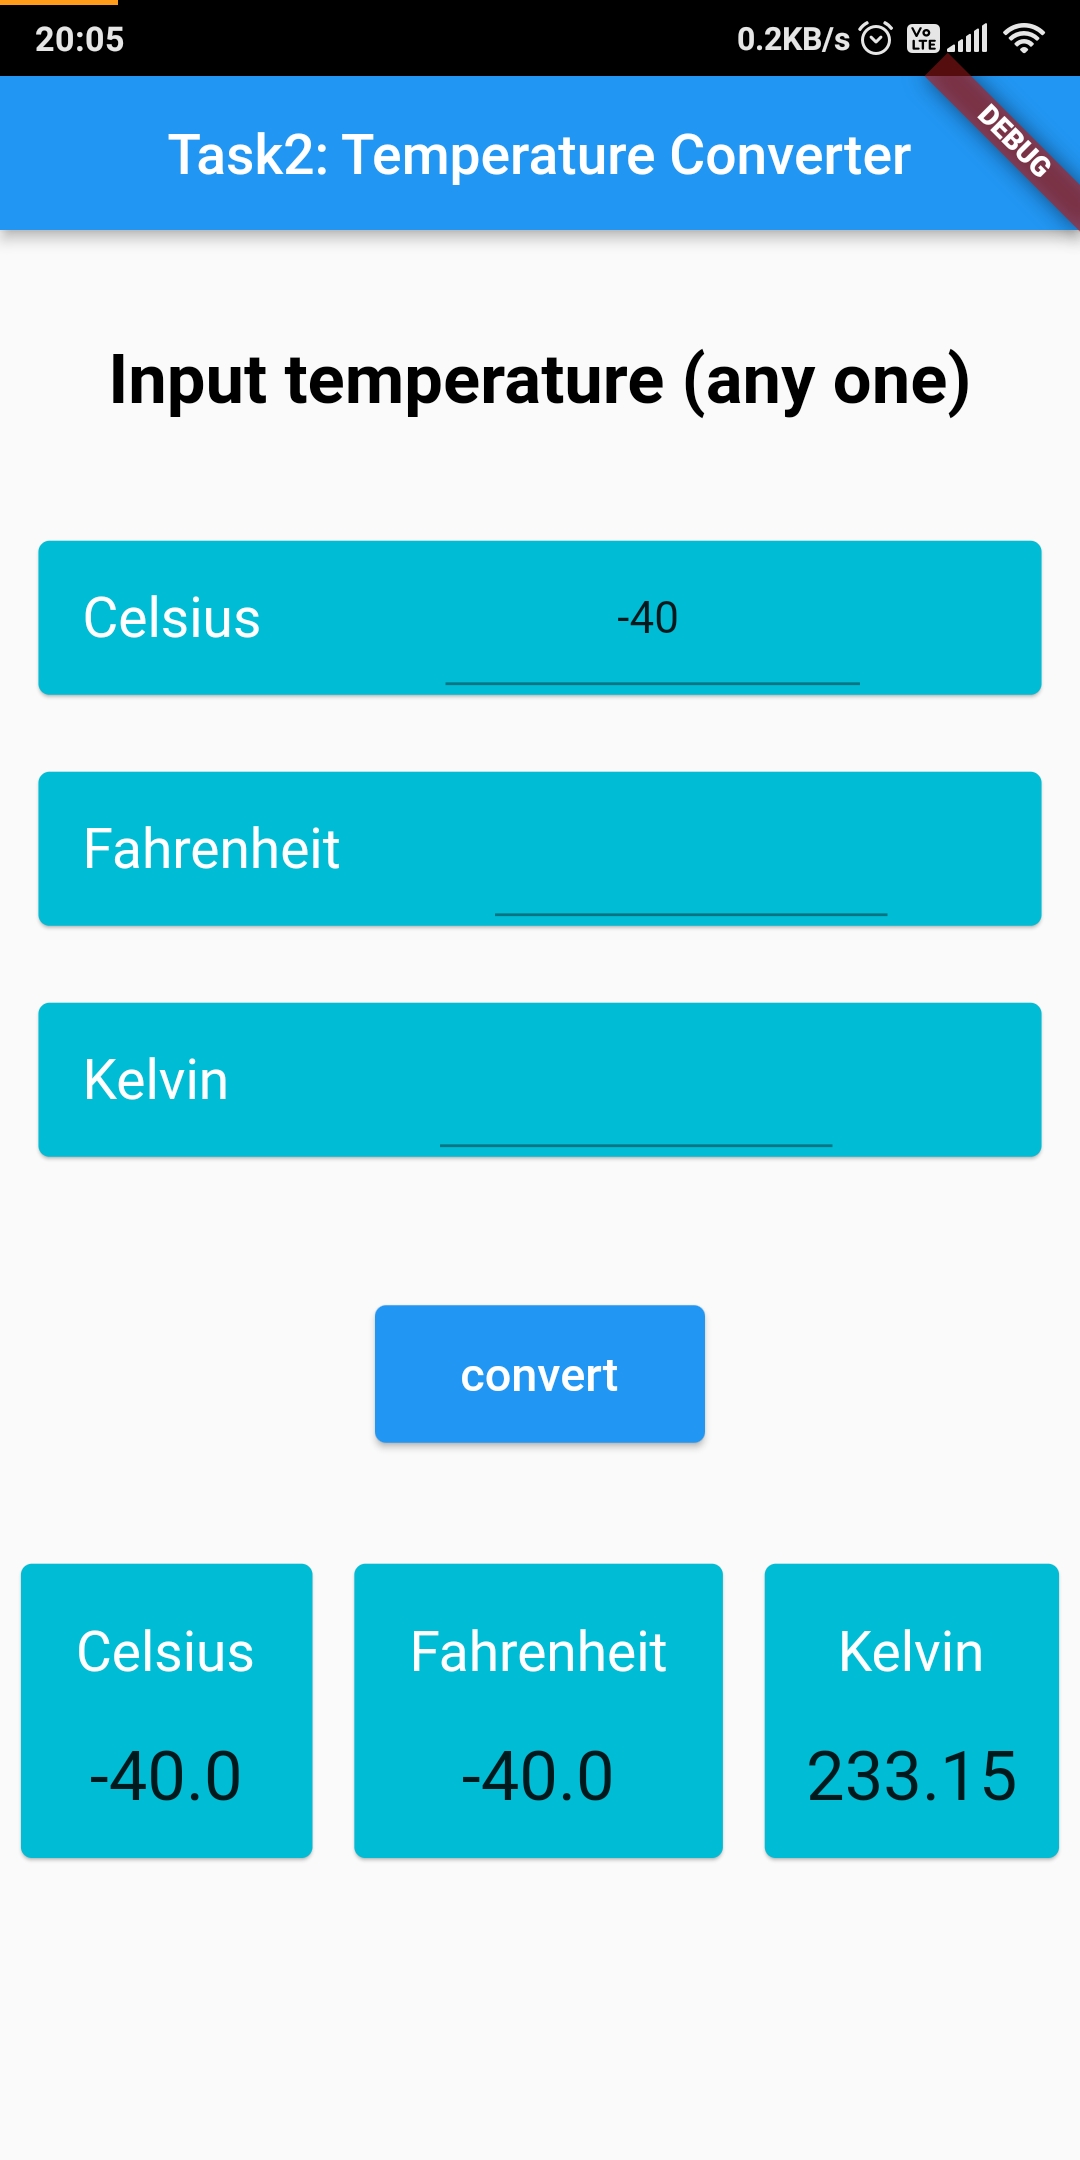 20:05 0.2KB/s Vo LTE
DEBUG
Task2: Temperature Converter
Input temperature (any one)
Celsius -40
Fahrenheit
Kelvin
convert
Celsius Fahrenheit Kelvin
-40.0 -40.0 233.15